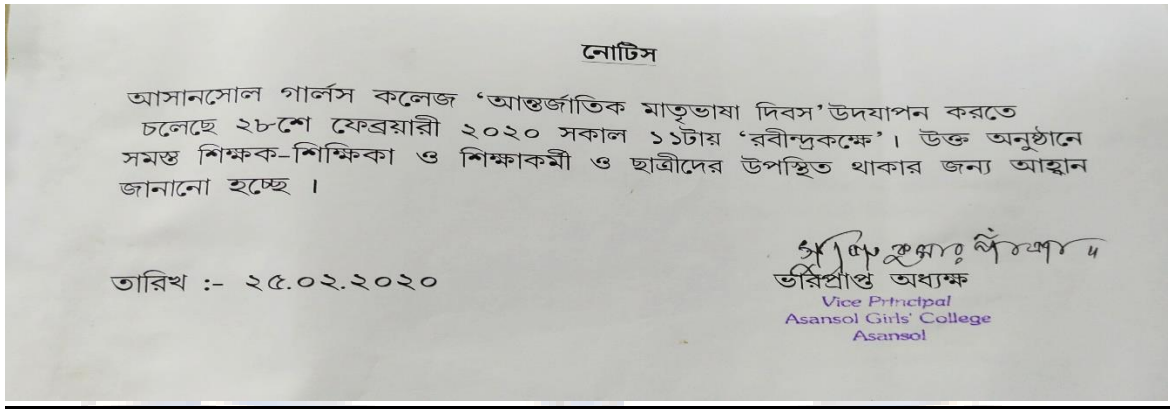 নোটিস
আসানসোল গার্লস কলেজ ‘আন্তর্জাতিক মাতৃভাষা দিবস’ উদযাপন করতে
চলেছে ২৮শে ফেব্রয়ারী ২০২০ সকাল ১১টায় ‘রবীন্দ্রকক্ষে’। উক্ত অনুষ্ঠানে
সমস্ত শিক্ষক-শিক্ষিকা ও শিক্ষাকর্মী ও ছাত্রীদের উপস্থিত থাকার জন্য আহ্বান
জানানো হচ্ছে ।
কুমার
তারিখ :- ২৫.০২.২০২০
অধ্যক্ষ
Vice Principal
Asansol Girls' College
Asansol